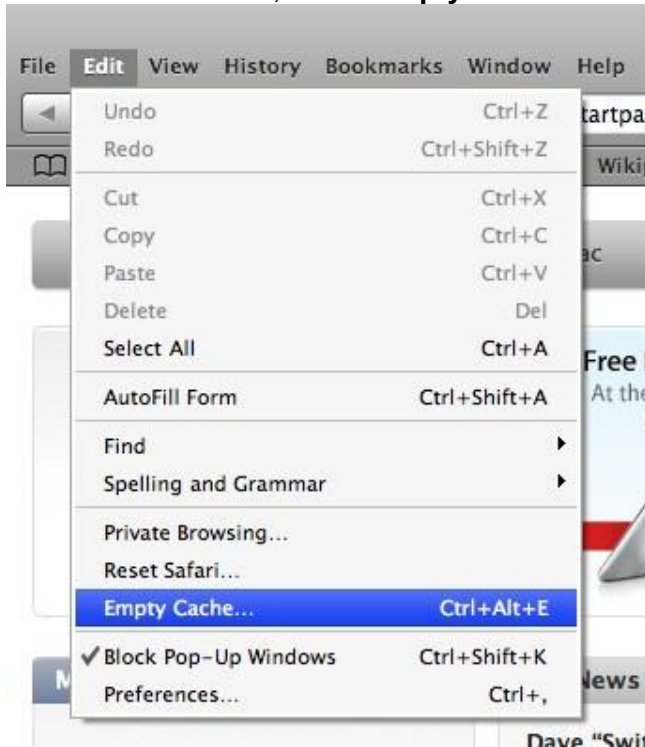 File Edit View History Bookmarks Window Help
Undo Ctrl+Z
tartpa
Redo Ctrl+Shift+Z
Wiki
Cut Ctrl+X
Copy Ctrl+C
ac
Paste Ctrl+V
Delete Del
Select All Ctrl+A
Free
AutoFill Form Ctrl+Shift+A
At the
Find
Spelling and Grammar
Private Browsing...
Reset Safari...
Empty Cache... Ctrl+Alt+E
✓Block Pop-Up Windows Ctrl+Shift+K
News
Preferences... Ctrl+,
Dave "Swit